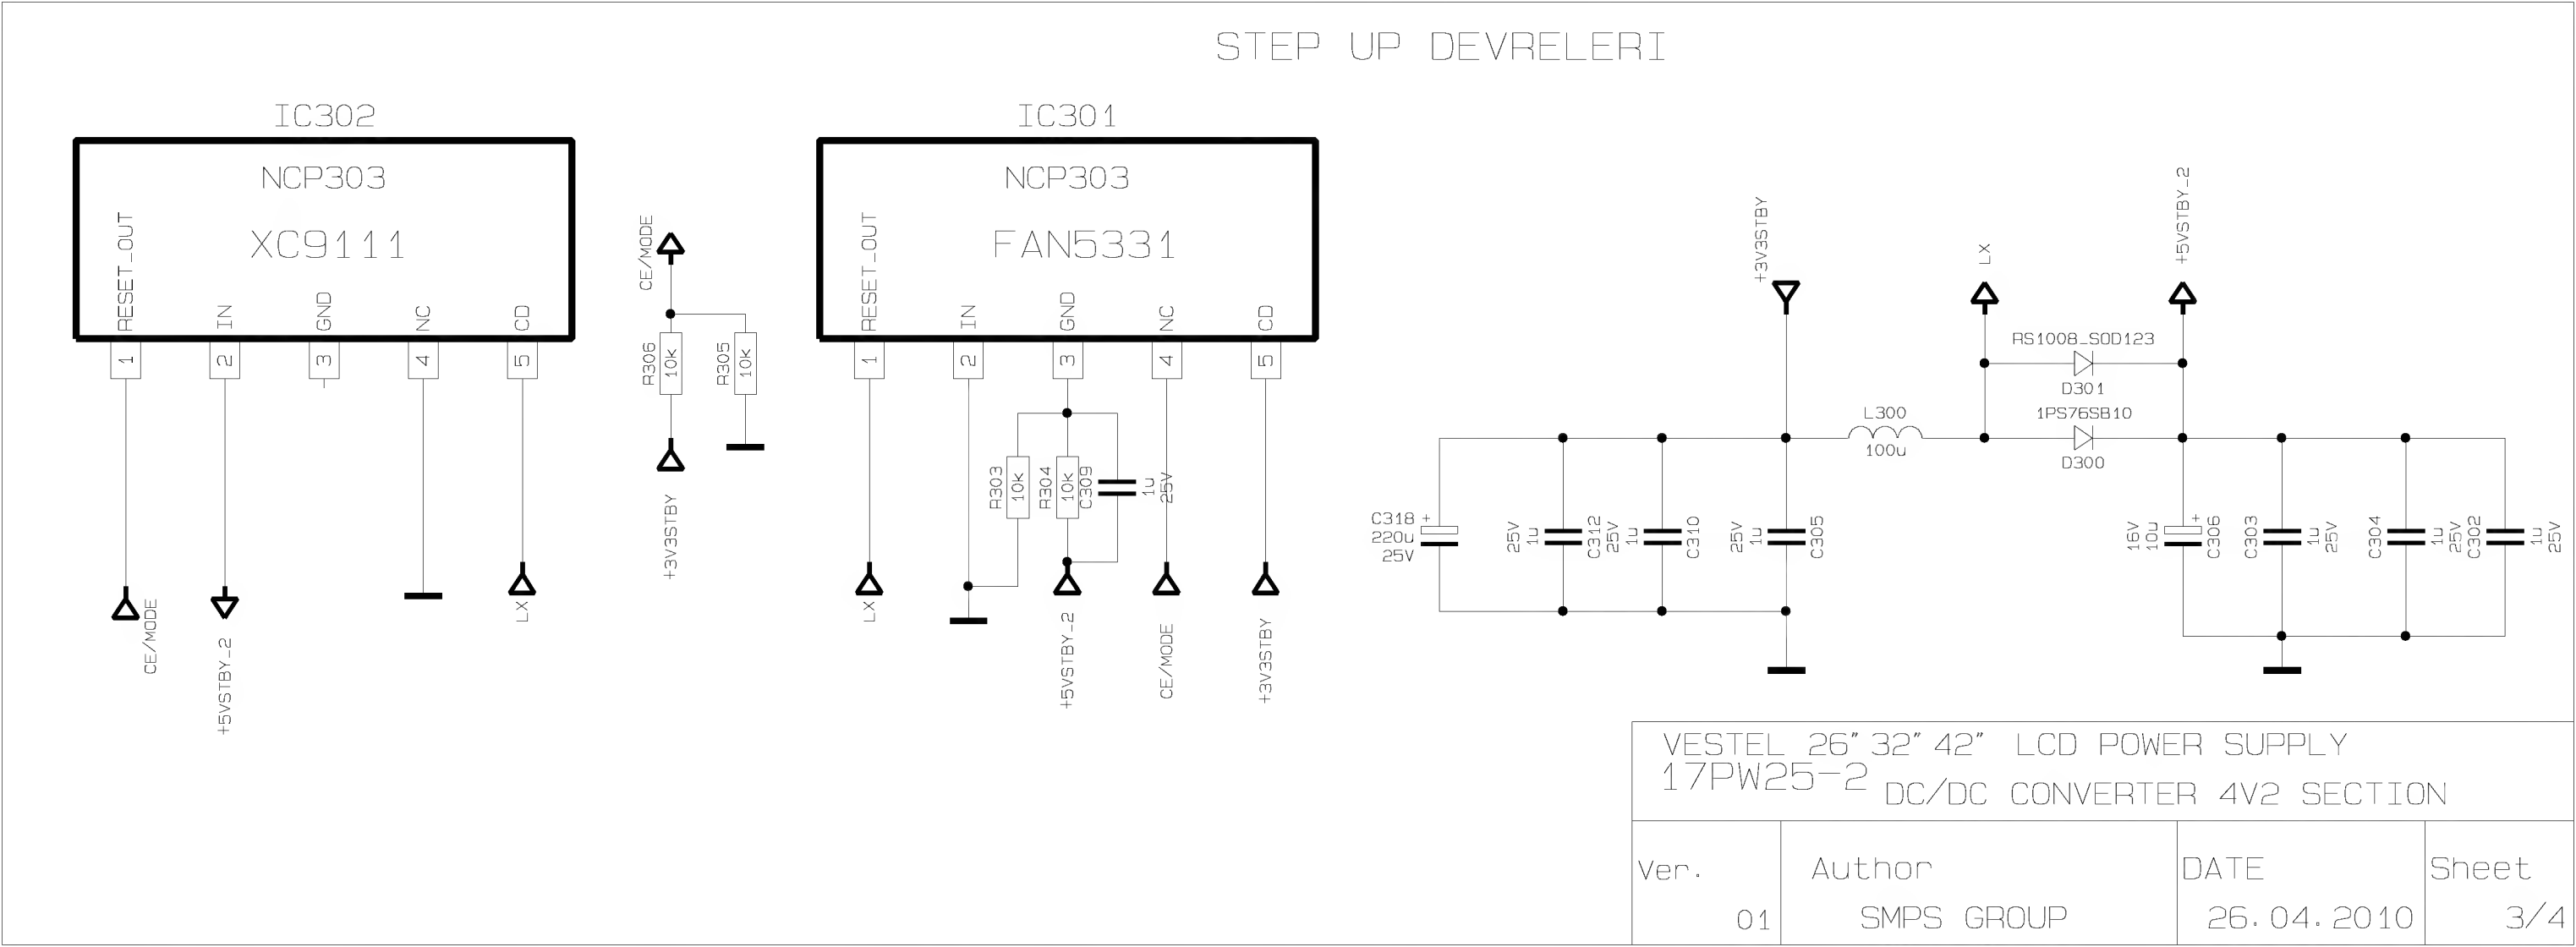 STEP UP DEVRELERI
IC302
NCP303
XC9111
RESET_OUT
IN
GND
NC
CD
1
2
3
4
5
CE/MODE
+5VSTBY_2
LX
CE/MODE
R306
10k
R305
10k
+3V3STBY
IC301
NCP303
FAN5331
RESET_OUT
IN
GND
NC
CD
1
2
3
4
5
R303
10k
R304
10k
C309
1u
25V
LX
+5VSTBY_2
CE/MODE
+3V3STBY
+3V3STBY
LX
+5VSTBY_2
RS1008_SOD123
D301
1PS76SB10
D300
L300
100u
C318 +
220u
25V
25V
1u
C312
25V
1u
C310
25V
1u
C305
16V
10u
+
C306
C303
1u
25V
C304
1u
25V
C302
1u
25V
VESTEL 26" 32" 42" LCD POWER SUPPLY
17PW25-2
DC/DC CONVERTER 4V2 SECTION
Ver.
01
Author
SMPS GROUP
DATE
26.04.2010
Sheet
3/4